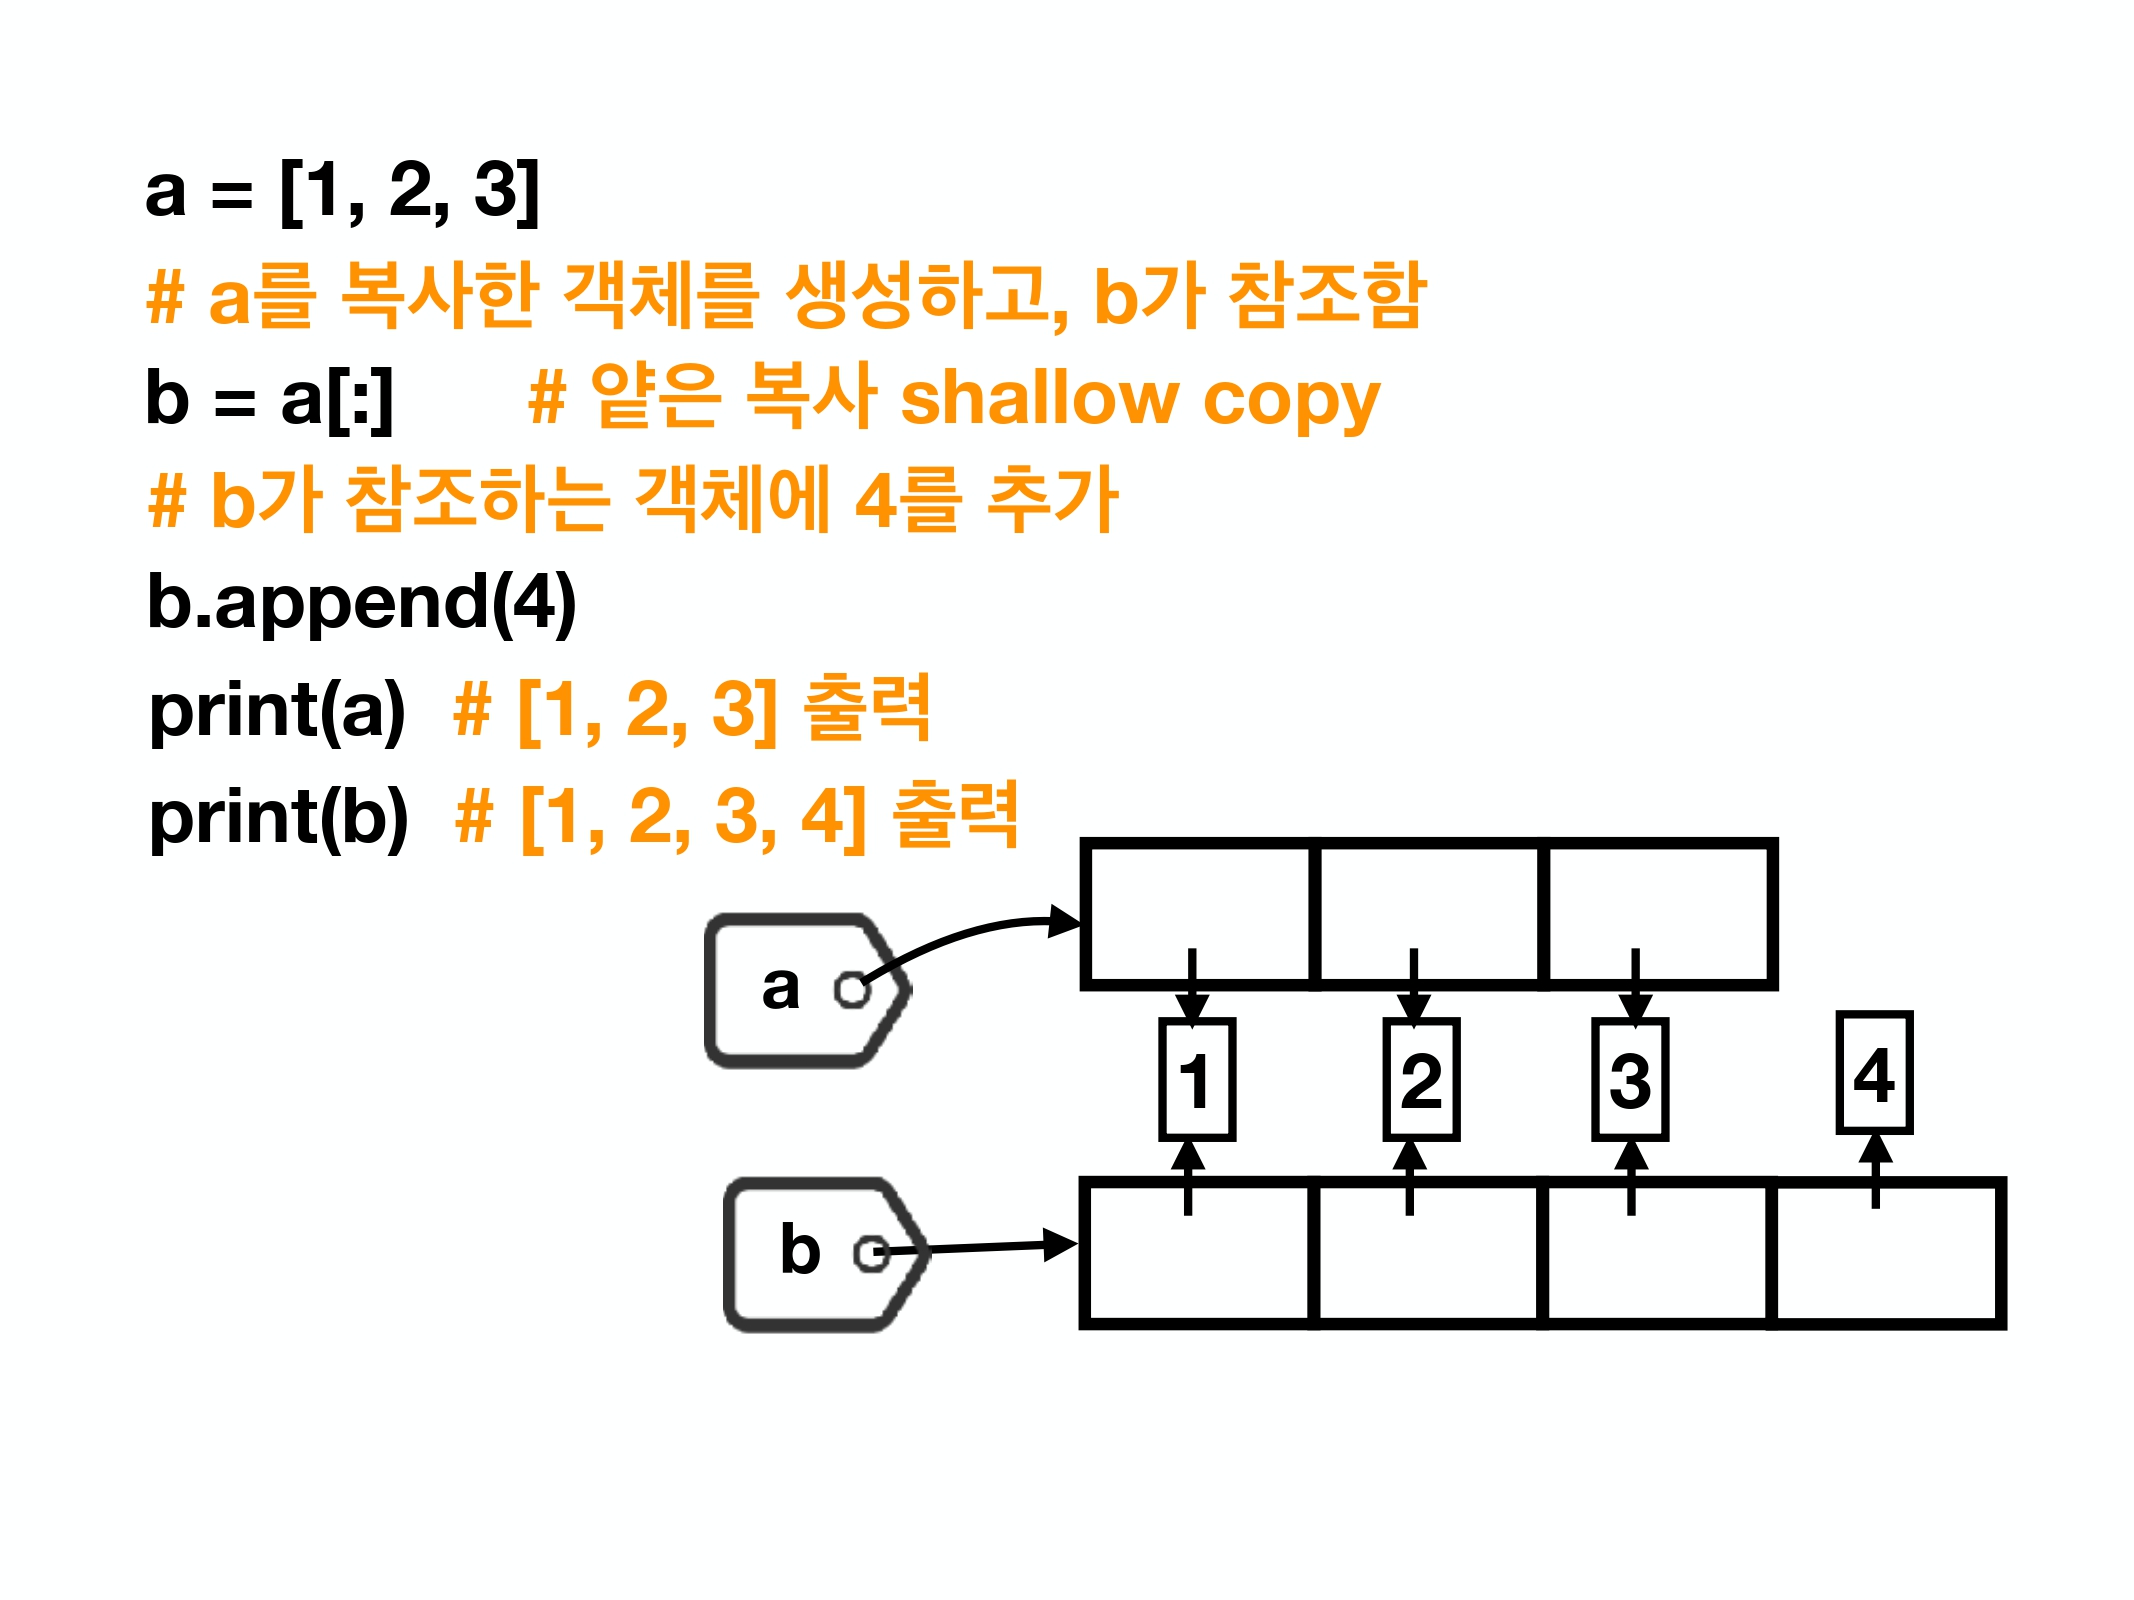 a = [1, 2, 3]
# a를 복사한 객체를 생성하고, b가 참조함
b = a[:] # 얕은 복사 shallow copy
# b가 참조하는 객체에 4를 추가
b.append(4)
print(a) # [1, 2, 3] 출력
print(b) # [1, 2, 3, 4] 출력
a
1 2 3 4
b